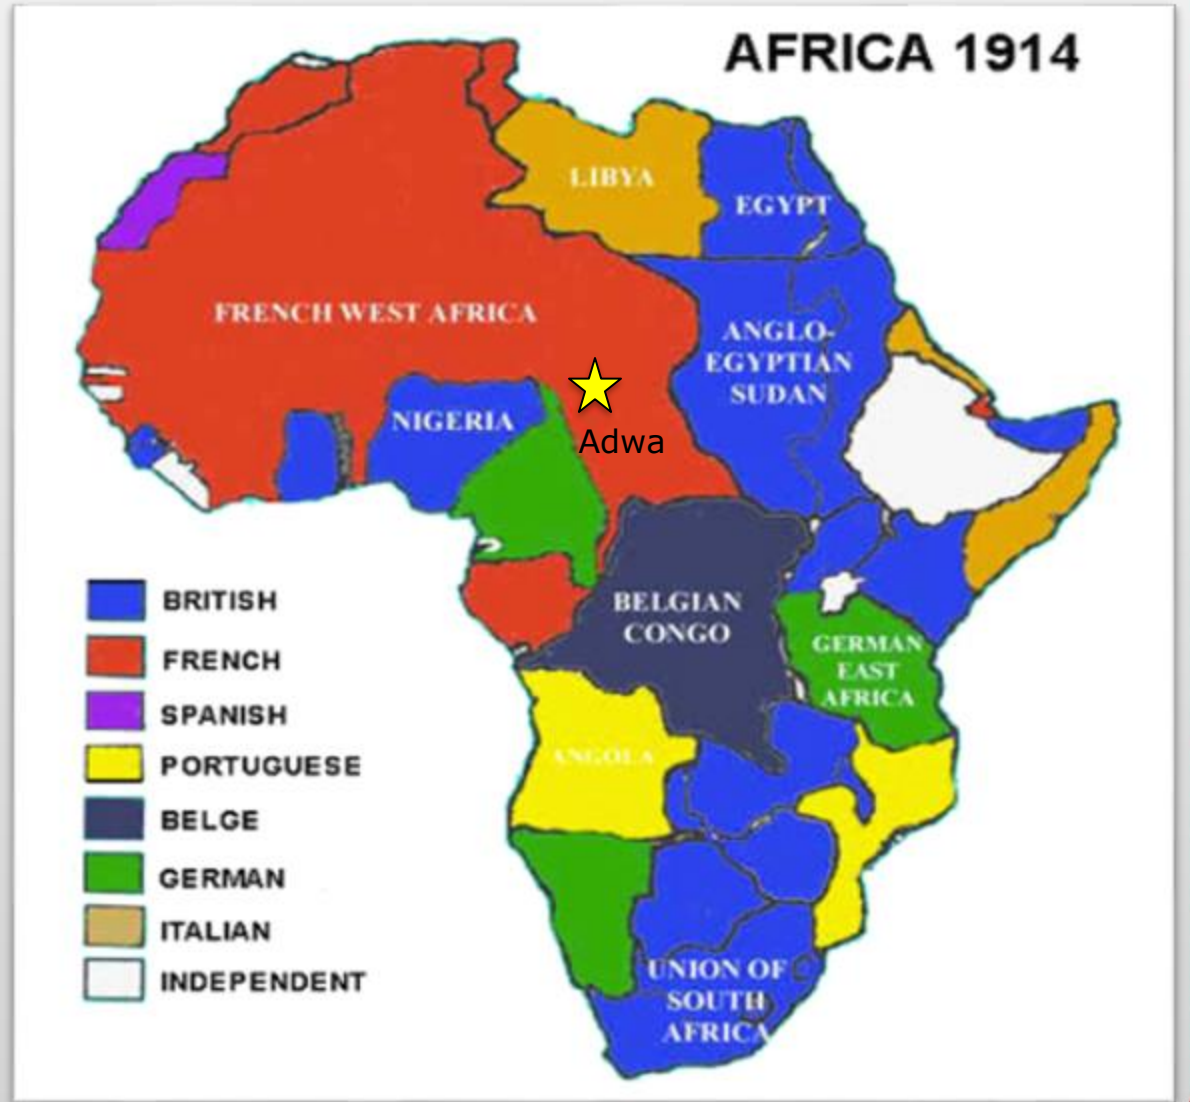 AFRICA 1914
LIBYA
EGYPT
FRENCH WEST AFRICA
ANGLO-
EGYPTIAN
SUDAN
NIGERIA
Adwa
BELGIAN
CONGO
GERMAN
EAST
AFRICA
ANGOLA
UNION OF
SOUTH
AFRICA
BRITISH
FRENCH
SPANISH
PORTUGUESE
BELGE
GERMAN
ITALIAN
INDEPENDENT